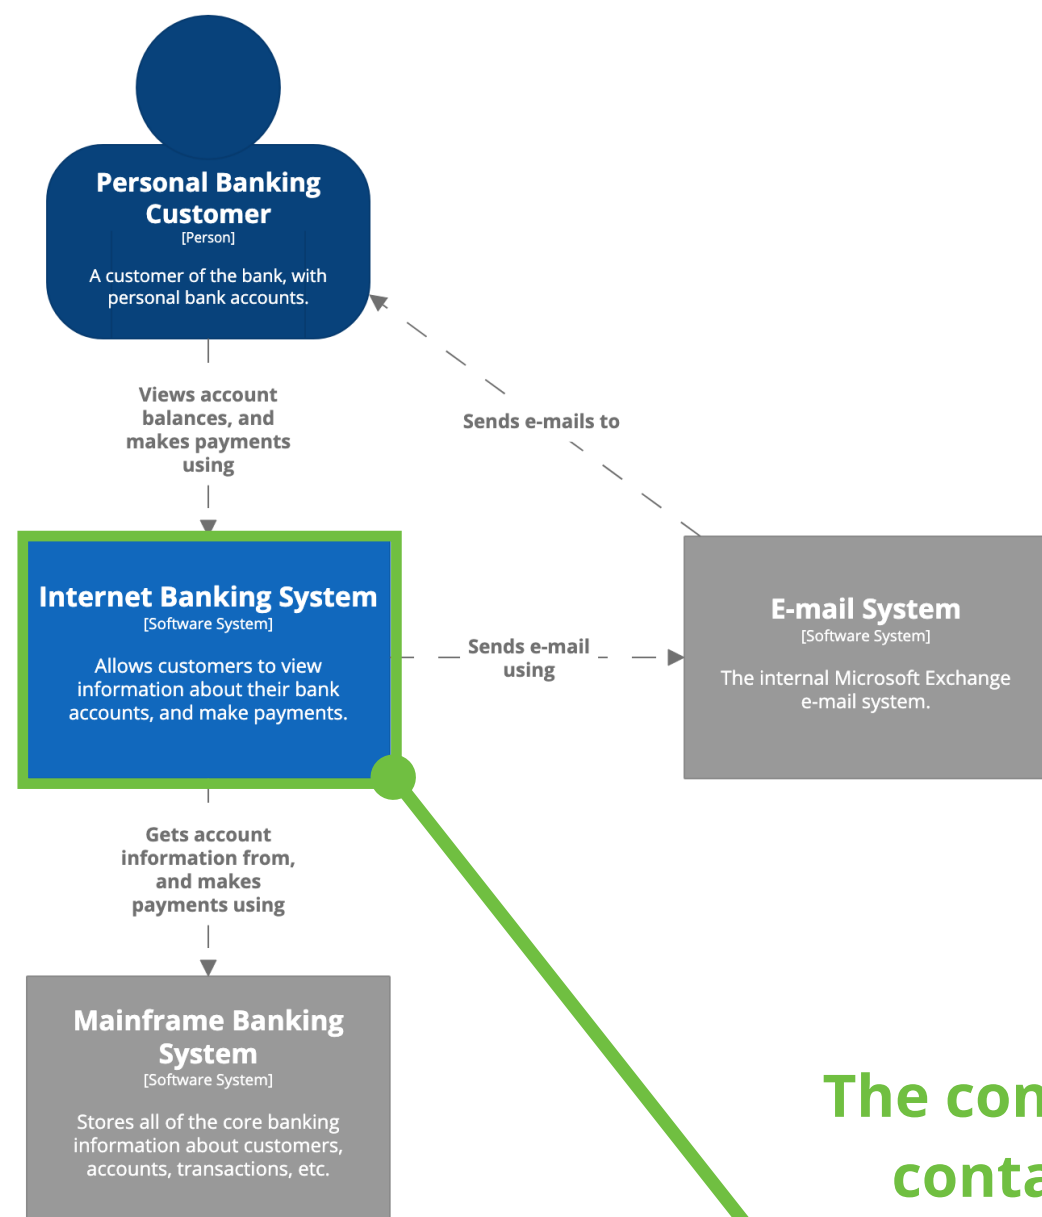 Personal Banking
Customer
[Person]
A customer of the bank, with
personal bank accounts.
Views account
balances, and
makes payments
using
Sends e-mails to
Internet Banking System
[Software System]
Allows customers to view
information about their bank
accounts, and make payments.
Sends e-mail
using
E-mail System
[Software System]
The internal Microsoft Exchange
e-mail system.
Gets account
information from,
and makes
payments using
Mainframe Banking
System
[Software System]
Stores all of the core banking
information about customers,
accounts, transactions, etc.
The con
conta